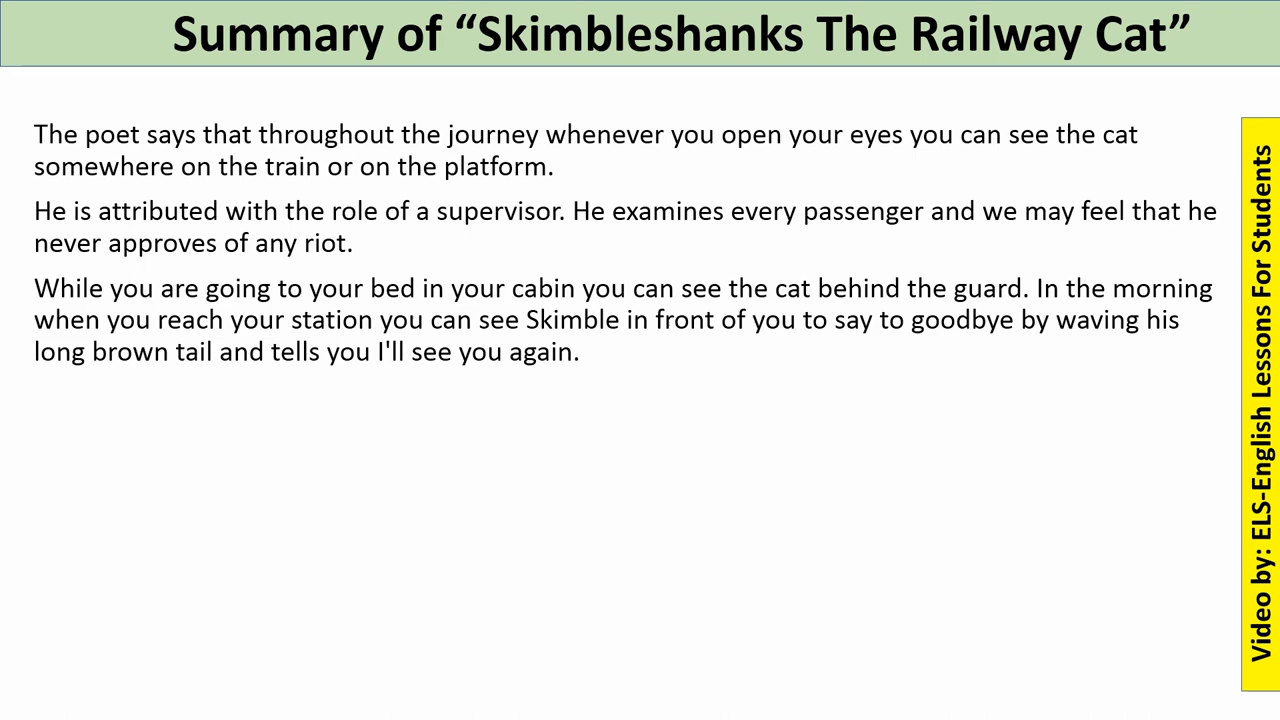 Summary of “Skimbleshanks The Railway Cat”
The poet says that throughout the journey whenever you open your eyes you can see the cat
somewhere on the train or on the platform.
He is attributed with the role of a supervisor. He examines every passenger and we may feel that he
never approves of any riot.
While you are going to your bed in your cabin you can see the cat behind the guard. In the morning
when you reach your station you can see Skimble in front of you to say to goodbye by waving his
long brown tail and tells you I'll see you again.
Video by: ELS-English Lessons For Students